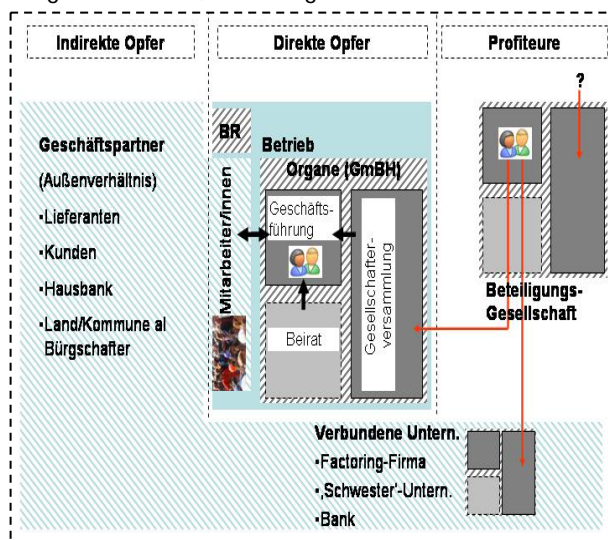 Indirekte Opfer
Direkte Opfer
Profiteure
Geschäftspartner
(Außenverhältnis)
▪Lieferanten
▪Kunden
▪Hausbank
▪Land/Kommune al
Bürgschafter
BR
Betrieb
Organe (GmBH)
Mitarbeiter/innen
Geschäfts-
führung
Beirat
Gesellschafter-
versammlung
?
Beteiligungs-
Gesellschaft
Verbundene Untern.
▪Factoring-Firma
▪‚Schwester'-Untern.
▪Bank